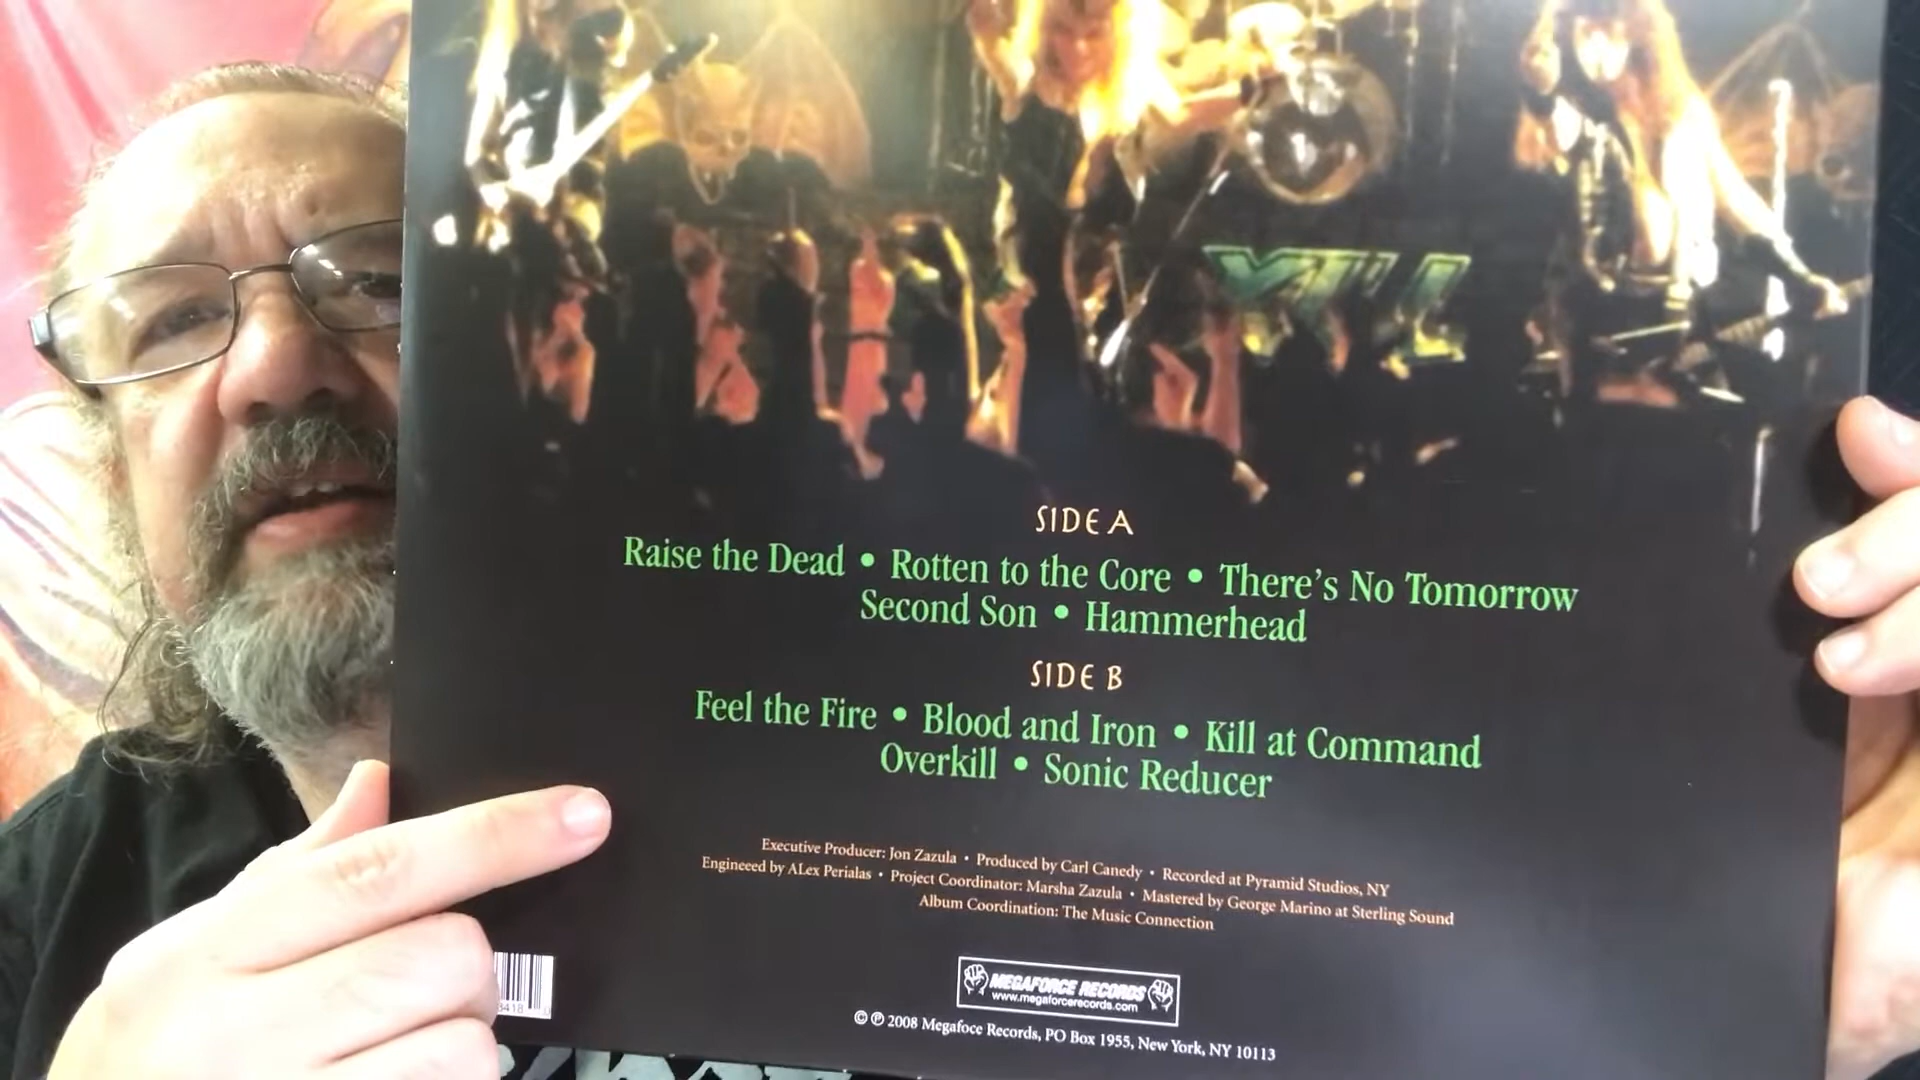 SIDE A
Raise the Dead • Rotten to the Core • There's No Tomorrow
Second Son • Hammerhead
SIDE B
Feel the Fire • Blood and Iron • Kill at Command
Overkill • Sonic Reducer
Executive Producer: Jon Zazula • Produced by Carl Canedy • Recorded at Pyramid Studios, NY
Engineeed by ALex Perialas • Project Coordinator: Marsha Zazula • Mastered by George Marino at Sterling Sound
Album Coordination: The Music Connection
MEGAFORCE RECORDS
www.megaforcerecords.com
© ℗ 2008 Megafoce Records, PO Box 1955, New York, NY 10113